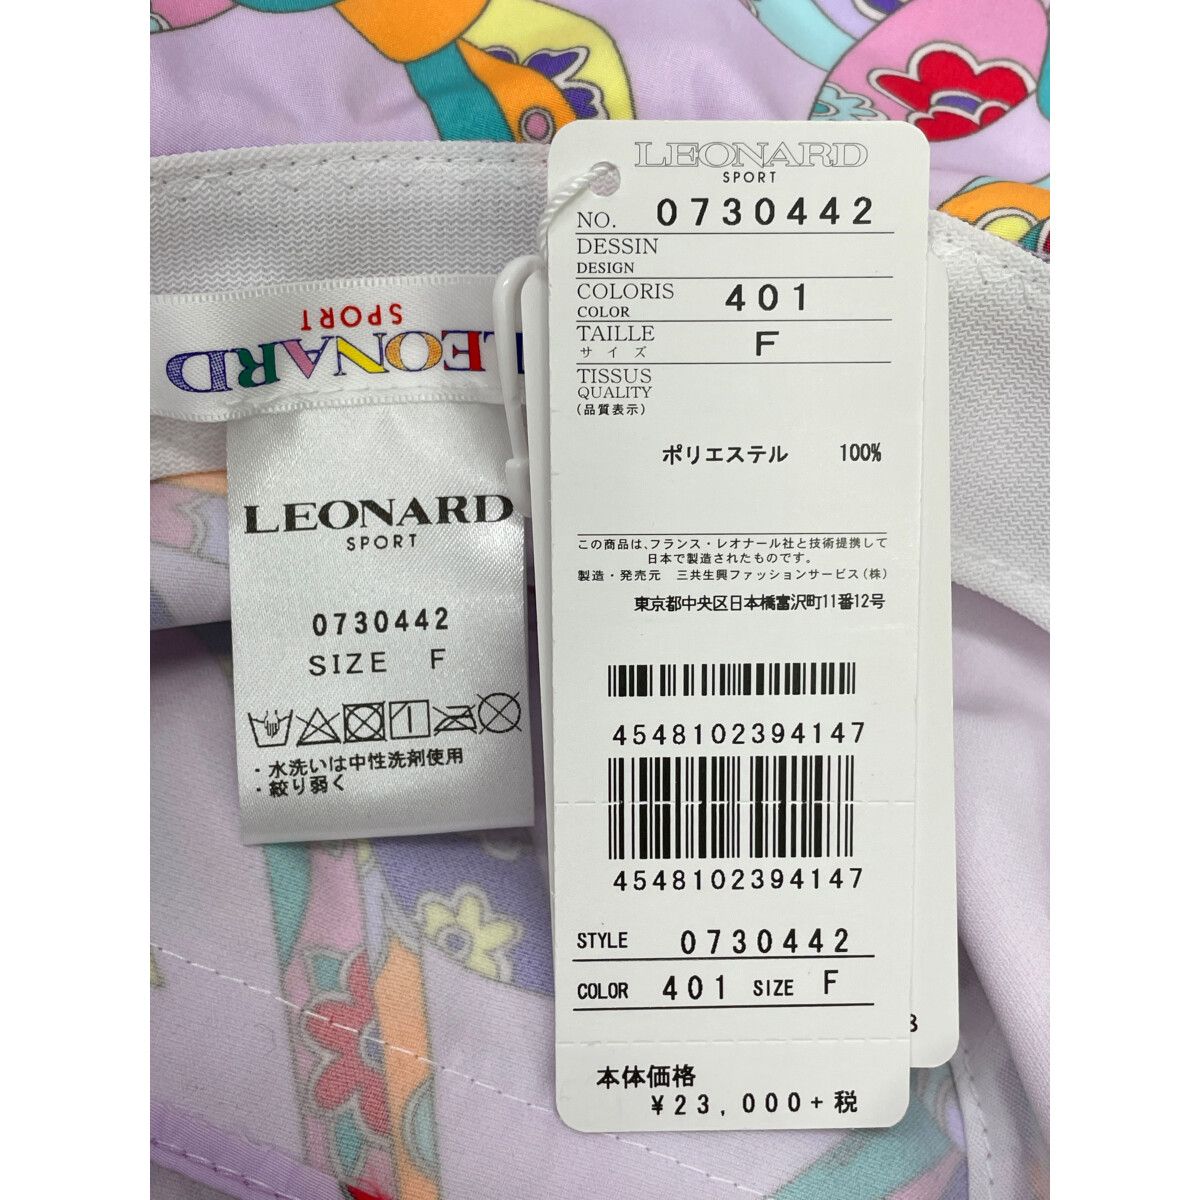 LEONARD
SPORT
NO. 0730442
DESSIN
DESIGN
COLORIS
COLOR 401
TAILLE
サイズ F
TISSUS
QUALITY
(品質表示)
ポリエステル 100%
この商品は、フランス・レオナール社と技術提携して
日本で製造されたものです。
製造・発売元 三共生興ファッションサービス(株)
東京都中央区日本橋富沢町11番12号
4548102394147
4548102394147
STYLE 0730442
COLOR 401 SIZE F
本体価格
¥23,000+税
LEONARD
SPORT
LEONARD
SPORT
0730442
SIZE F
・水洗いは中性洗剤使用
・絞り弱く